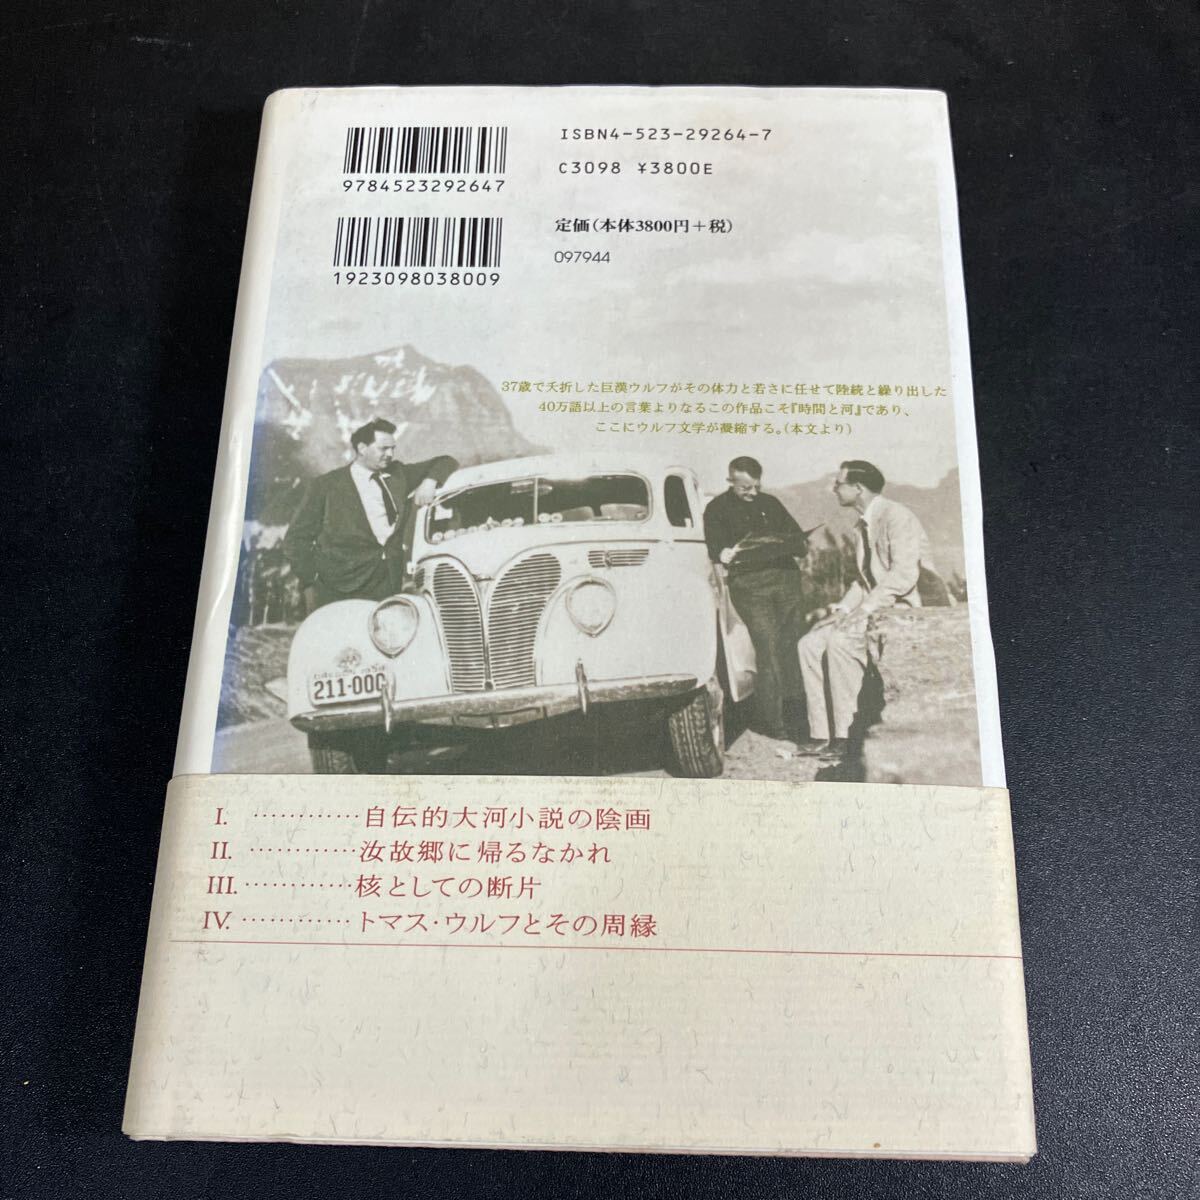 ISBN4-523-29264-7
C3098 ¥3800E
9784523292647
定価(本体3800円+税)
097944
1923098038009
37歳で夭折した巨漢ウルフがその体力と若さに任せて陸続と繰り出した
40万語以上の言葉よりなるこの作品こそ『時間と河』であり、
ここにウルフ文学が凝縮する。(本文より)
211-000
I. ………… 自伝的大河小説の陰画
II. ………… 汝故郷に帰るなかれ
III. ………… 核としての断片
IV. ………… トマス・ウルフとその周縁